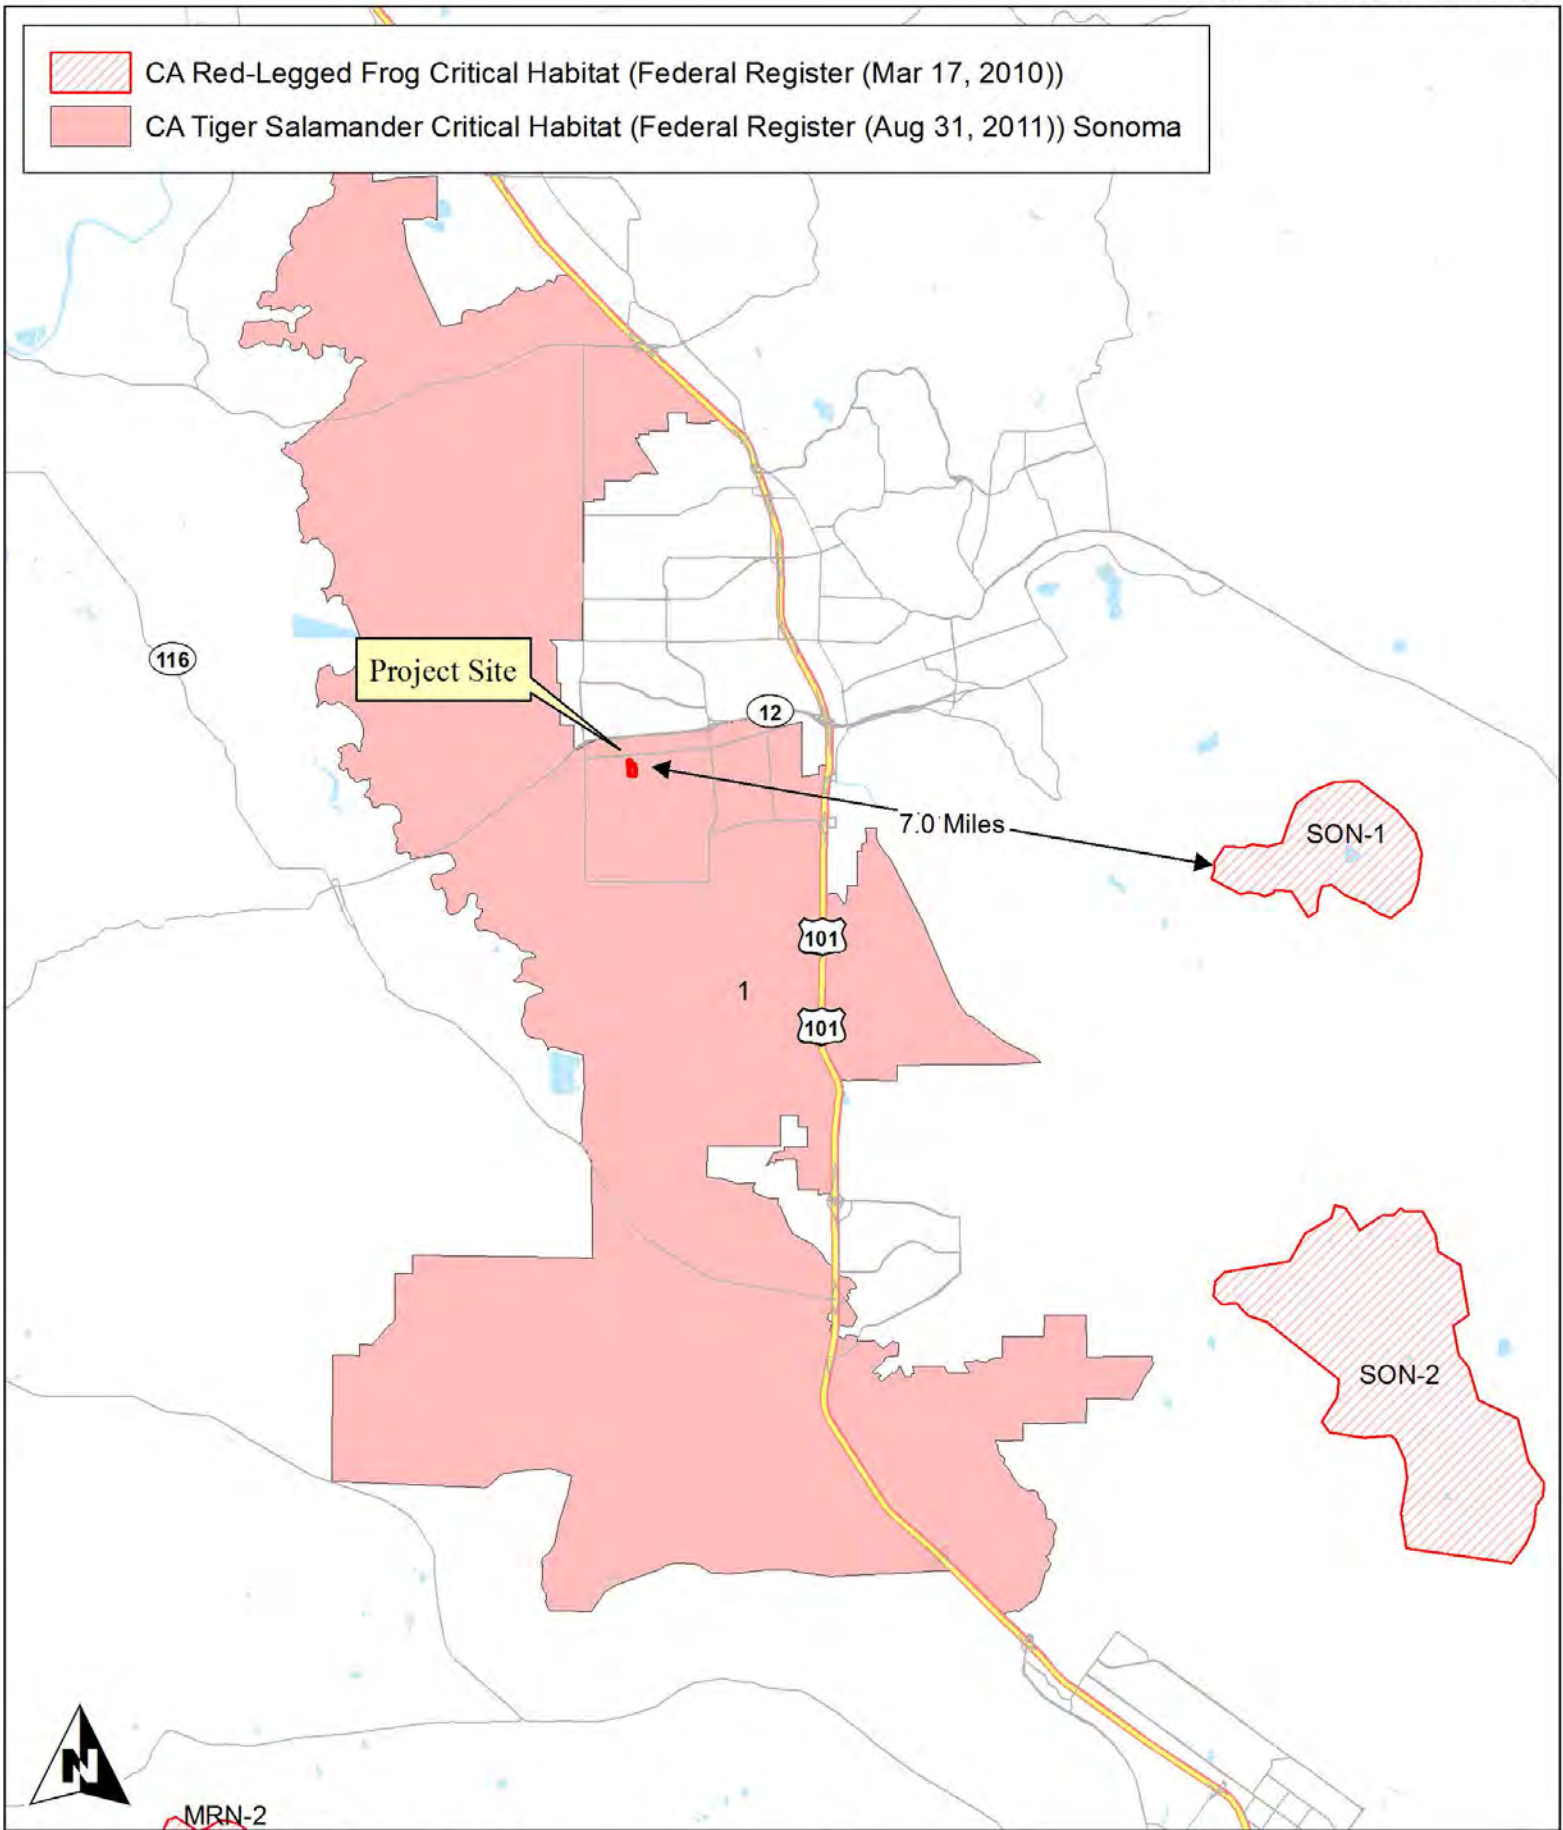 CA Red-Legged Frog Critical Habitat (Federal Register (Mar 17, 2010))
CA Tiger Salamander Critical Habitat (Federal Register (Aug 31, 2011)) Sonoma
116
Project Site
12
7.0 Miles
SON-1
101
1
101
SON-2
N
MRN-2